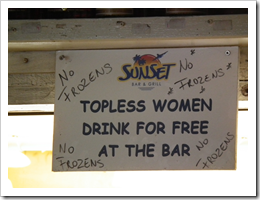 No
FROZENS
SUNSET
BAR & GRILL
No
FROZENS
TOPLESS WOMEN
DRINK FOR FREE
AT THE BAR
No
FROZENS
No
FROZENS